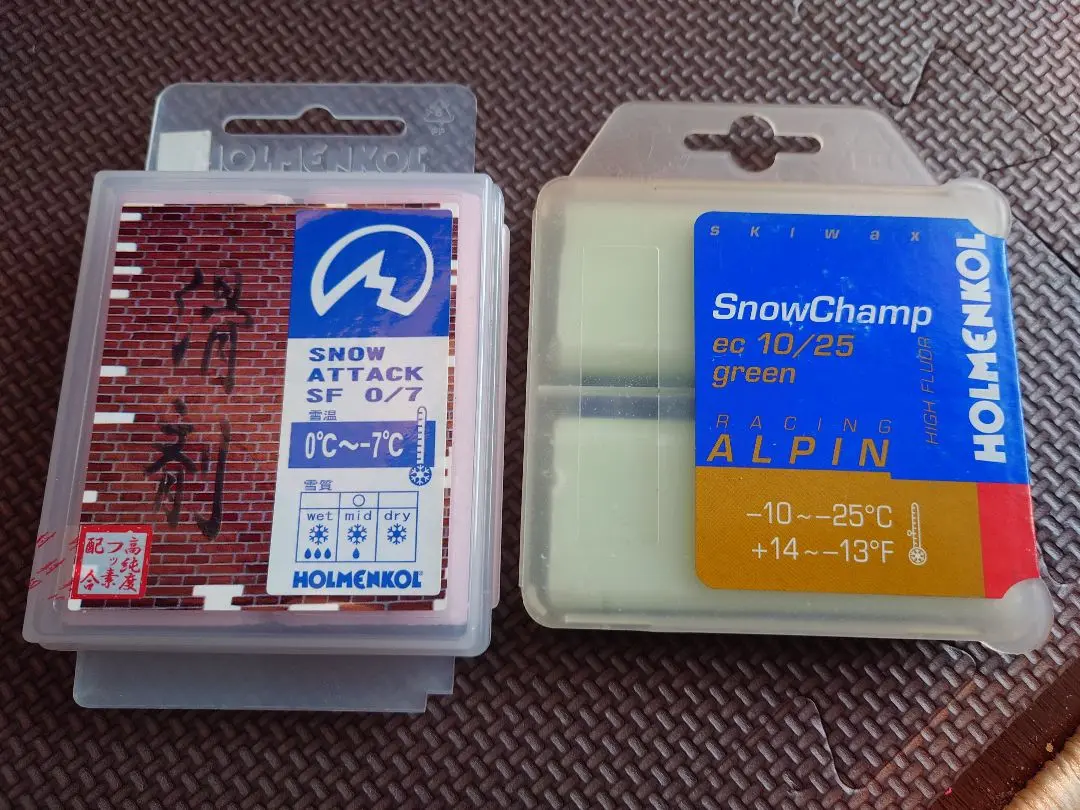 HOLMENKOL
滑削剤
SNOW
ATTACK
SF 0/7
雪温
0℃~-7℃
雪質
wet mid dry
HOLMENKOL
高純度
フッ素
配合
skiwax
SnowChamp
ec 10/25
green
RACING
ALPIN
HIGH FLUOR
HOLMENKOL
-10~-25°C
+14~-13°F